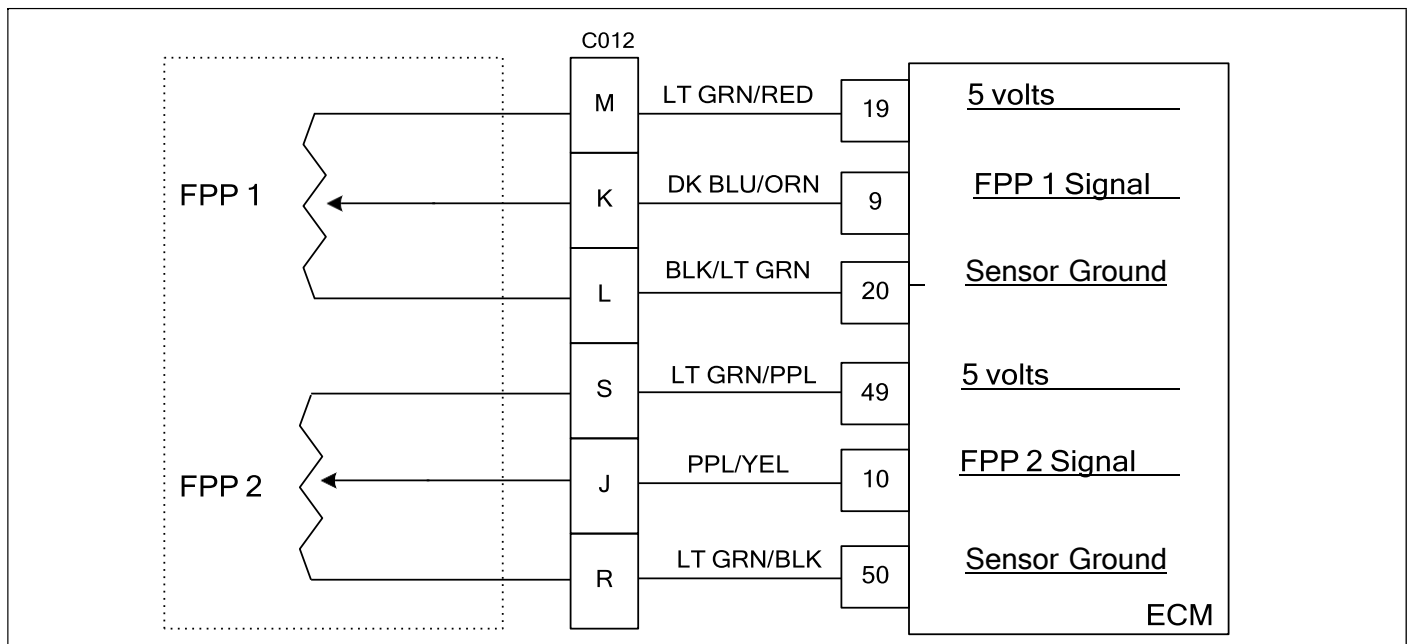 C012
M LT GRN/RED 19 5 volts
FPP 1
K DK BLU/ORN 9 FPP 1 Signal
L BLK/LT GRN 20 Sensor Ground
S LT GRN/PPL 49 5 volts
FPP 2
J PPL/YEL 10 FPP 2 Signal
R LT GRN/BLK 50 Sensor Ground
ECM